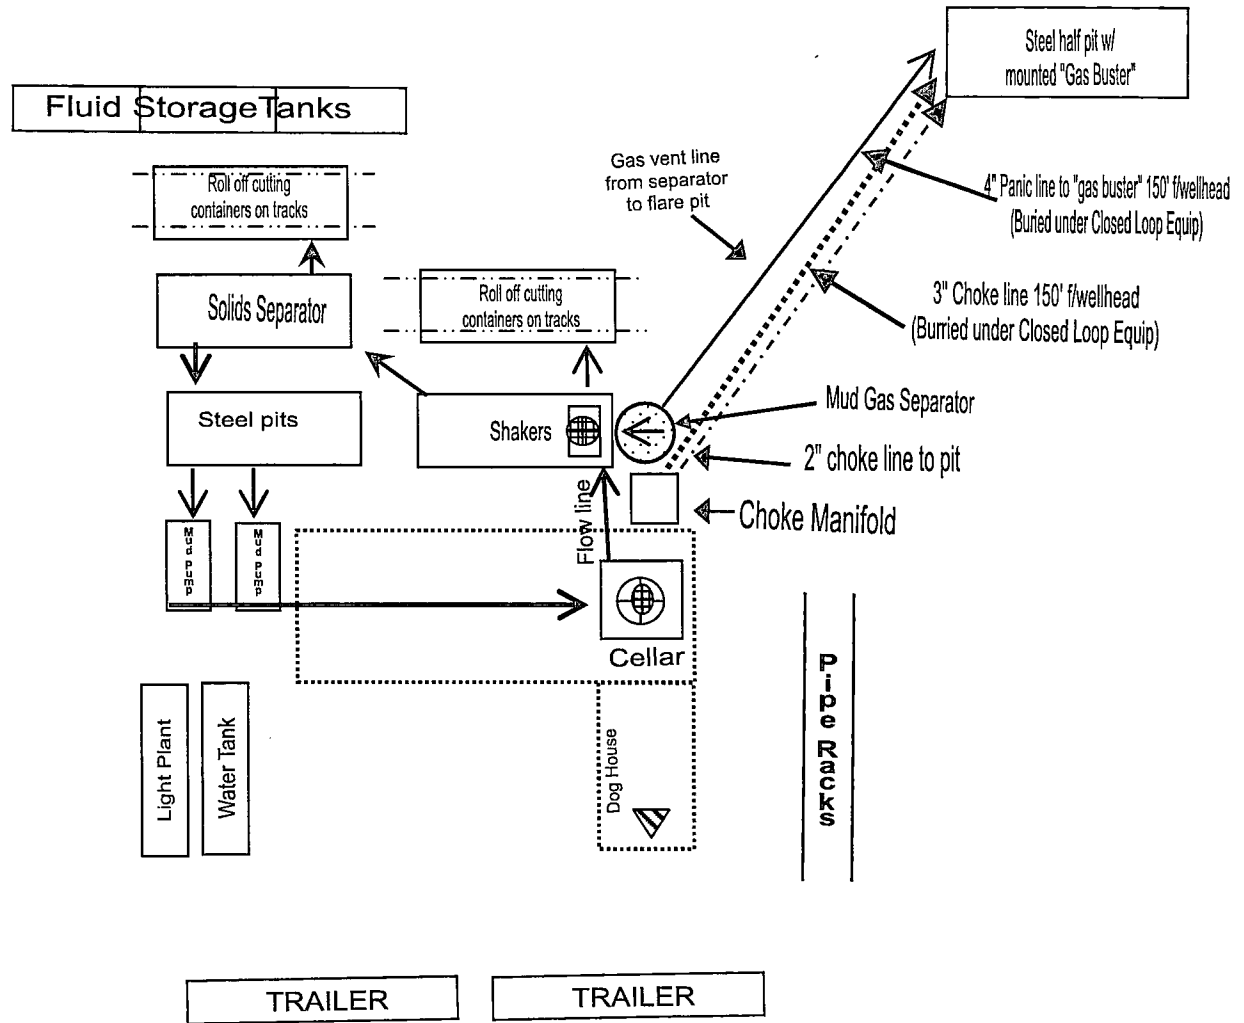 Steel half pit w/
mounted "Gas Buster"
Fluid Storage Tanks
Gas vent line
from separator
to flare pit
Roll off cutting
containers on tracks
4" Panic line to "gas buster" 150' f/wellhead
(Buried under Closed Loop Equip)
Solids Separator
Roll off cutting
containers on tracks
3" Choke line 150' f/wellhead
(Burried under Closed Loop Equip)
Steel pits
Shakers
Mud Gas Separator
2" choke line to pit
Flow line
Choke Manifold
Mud pump
Mud pump
Cellar
Pipe Racks
Light Plant
Water Tank
Dog House
TRAILER
TRAILER